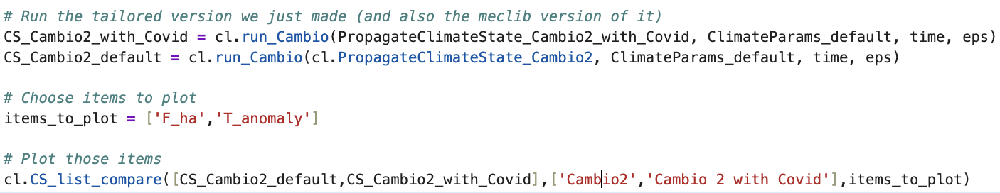 # Run the tailored version we just made (and also the meclib version of it)
CS_Cambio2_with_Covid = cl.run_Cambio(PropagateClimateState_Cambio2_with_Covid, ClimateParams_default, time, eps)
CS_Cambio2_default = cl.run_Cambio(cl.PropagateClimateState_Cambio2, ClimateParams_default, time, eps)
# Choose items to plot
items_to_plot = ['F_ha','T_anomaly']
# Plot those items
cl.CS_list_compare([CS_Cambio2_default,CS_Cambio2_with_Covid],['Cambio2','Cambio 2 with Covid'],items_to_plot)